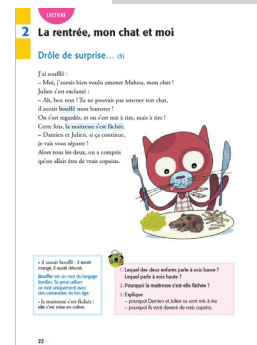 LECTURE
2 La rentrée, mon chat et moi
Drôle de surprise... (5)
J'ai soufflé :
– Moi, j'aurais bien voulu amener Mahou, mon chat !
Julien s'est exclamé :
– Ah, ben non ! Tu ne pouvais pas amener ton chat,
il aurait bouffé mon hamster !
On s'est regardés, et on s'est mis à rire, mais à rire !
Cette fois, la maitresse s'est fâchée.
– Damien et Julien, si ça continue,
je vais vous séparer !
Alors tous les deux, on a compris
qu'on allait être de vrais copains.
• il aurait bouffé : il aurait
mangé, il aurait dévoré.
Bouffer est un mot du langage
familier. Tu peux utiliser
ce mot uniquement avec
des camarades de ton âge.
• la maitresse s'est fâchée :
elle s'est mise en colère.
1. Lequel des deux enfants parle à voix basse ?
Lequel parle à voix haute ?
2. Pourquoi la maitresse s'est-elle fâchée ?
3. Explique
– pourquoi Damien et Julien se sont mis à rire
– pourquoi ils vont devenir de vrais copains.
22